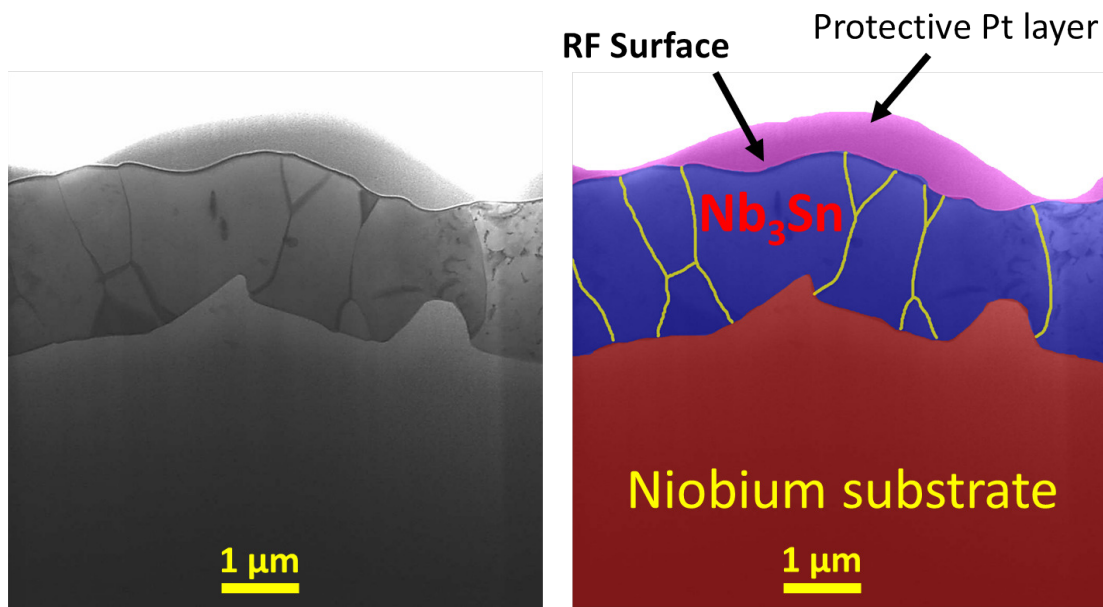 RF Surface
Protective Pt layer
Nb₃Sn
Niobium substrate
1 μm
1 μm